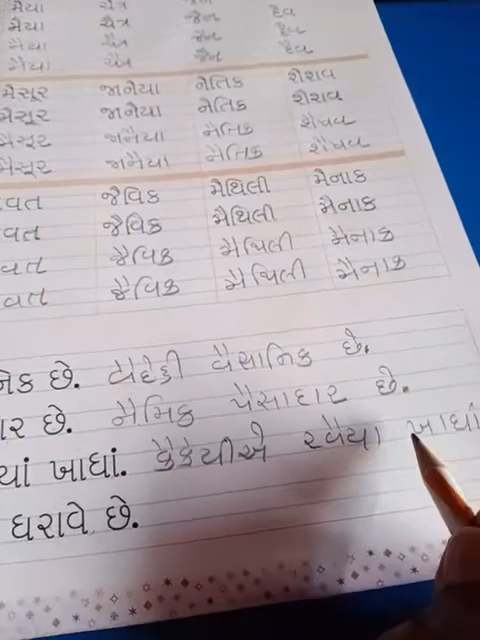 મૈયા ચૈત્ર જૈન દૈવ
મૈયા ચૈત્ર જૈન દૈવ
મૈયા ચૈત્ર જૈન દૈવ
મૈયા ચૈત્ર જૈન દૈવ
મૈસૂર જાનૈયા નૈતિક શૈશવ
મૈસૂર જાનૈયા નૈતિક શૈશવ
મૈસૂર જાનૈયા નૈતિક શૈશવ
મૈસૂર જાનૈયા નૈતિક શૈશવ
વત જૈવિક મૈથિલી મૈનાક
વત જૈવિક મૈથિલી મૈનાક
વત જૈવિક મૈથિલી મૈનાક
વત જૈવિક મૈથિલી મૈનાક
નિક છે. વૈસાનિક છે.
ાર છે. નૈમિક પૈસાદાર છે.
યાં ખાધાં. કૈકેયીએ રવૈયા ખાધાં
ધરાવે છે.